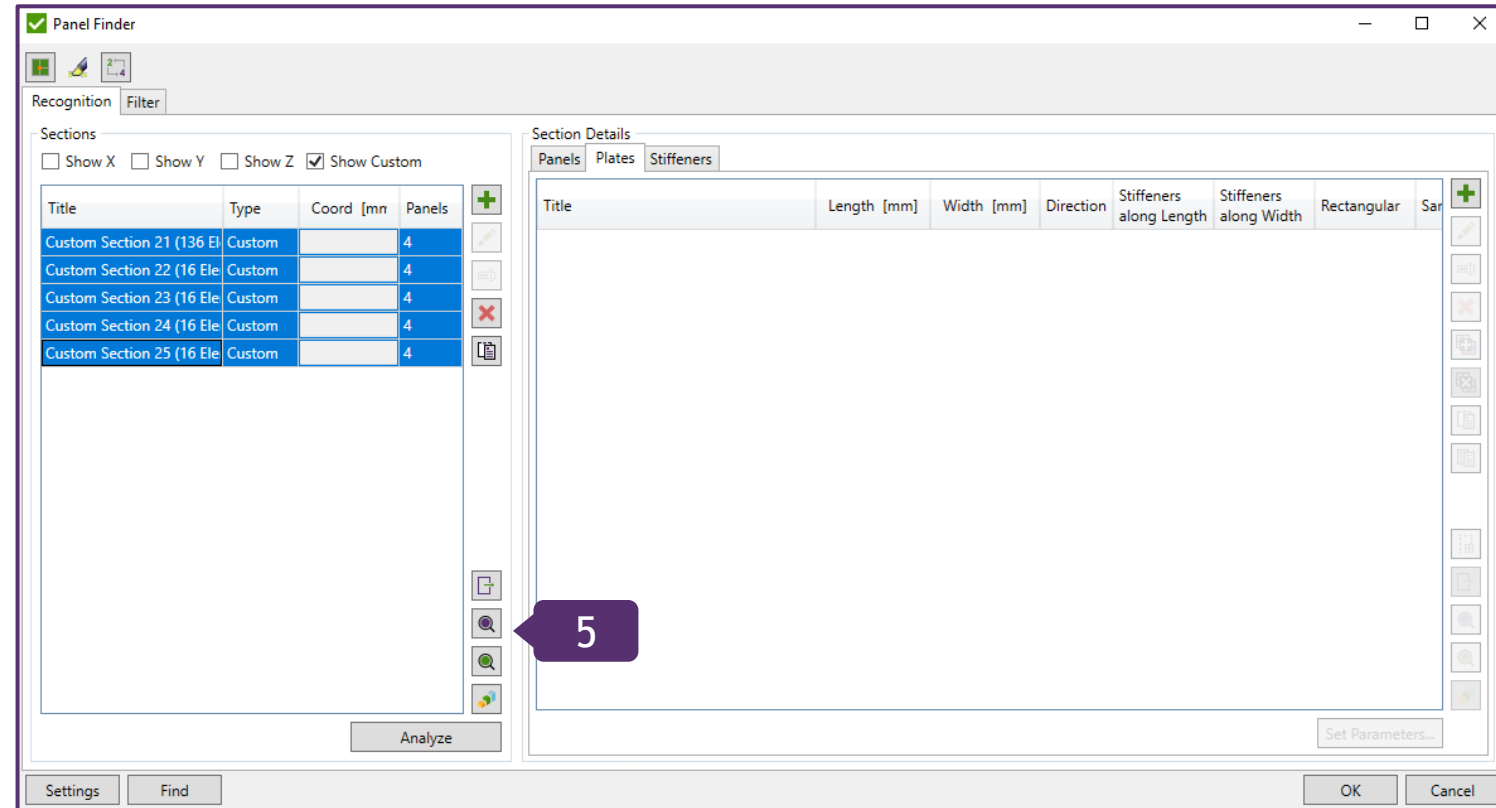 Panel Finder
Recognition Filter
Sections
Show X Show Y Show Z Show Custom
Title Type Coord [mm Panels
Custom Section 21 (136 El Custom 4
Custom Section 22 (16 Ele Custom 4
Custom Section 23 (16 Ele Custom 4
Custom Section 24 (16 Ele Custom 4
Custom Section 25 (16 Ele Custom 4
Analyze
Section Details
Panels Plates Stiffeners
Title Length [mm] Width [mm] Direction Stiffeners along Length Stiffeners along Width Rectangular Sar
5
Set Parameters...
Settings Find OK Cancel